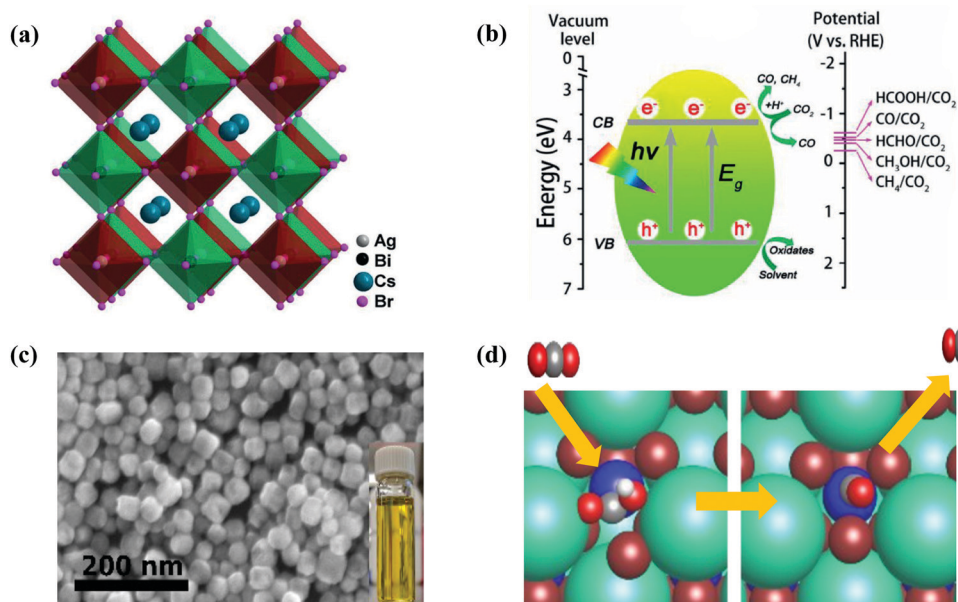 (a)
Ag
Bi
Cs
Br
(b)
Vacuum
level
Potential
(V vs. RHE)
Energy (eV)
0
3
4
5
6
7
CB
VB
e⁻ e⁻ e⁻
hν
E_g
h⁺ h⁺ h⁺
CO, CH₄
+H⁺
CO₂
CO
Oxidates
Solvent
-2
-1
0
1
2
HCOOH/CO₂
CO/CO₂
HCHO/CO₂
CH₃OH/CO₂
CH₄/CO₂
(c)
200 nm
(d)